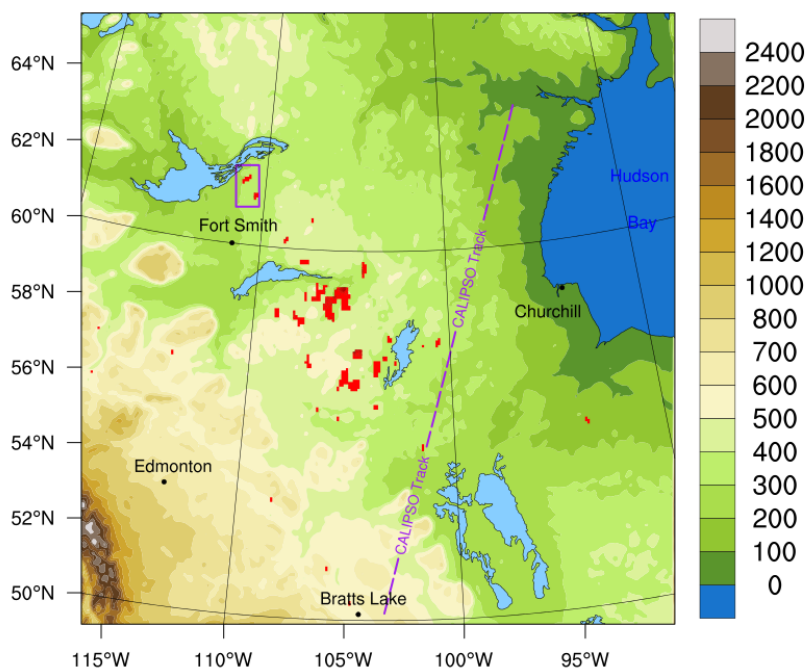 64°N
62°N
60°N
58°N
56°N
54°N
52°N
50°N
115°W
110°W
105°W
100°W
95°W
Fort Smith
Hudson
Bay
CALIPSO Track
Churchill
Edmonton
CALIPSO Track
Bratts Lake
2400
2200
2000
1800
1600
1400
1200
1000
800
700
600
500
400
300
200
100
0